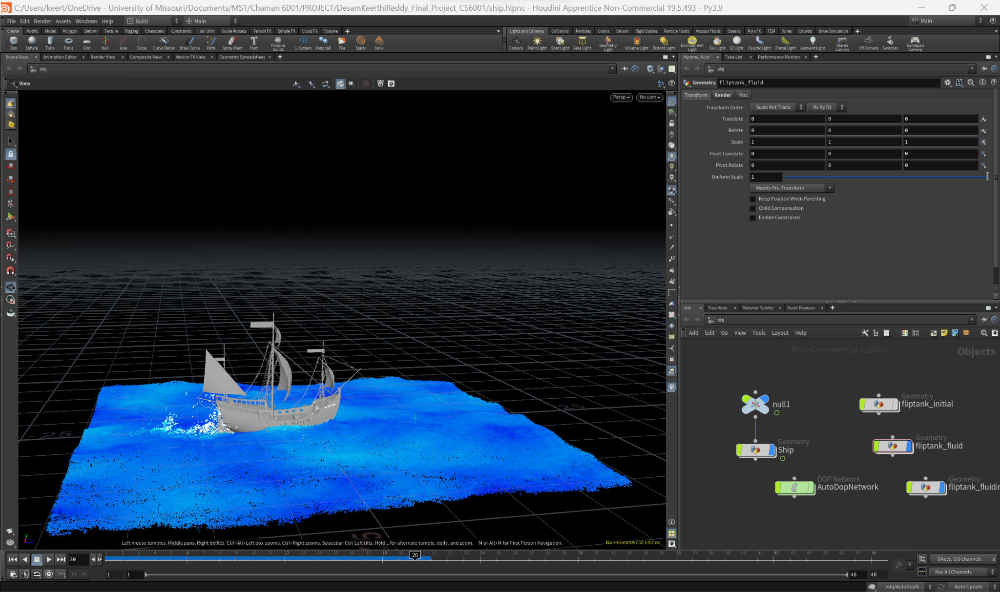 C:/Users/keert/OneDrive - University of Missouri/Documents/MST/Chaman 6001/PROJECT/DesamKeerthiReddy_Final_Project_CS6001/ship.hipnc - Houdini Apprentice Non-Commercial 19.5.493 - Py3.9
File Edit Render Assets Windows Help Build Main Main
Create Modify Model Polygon Deform Texture Rigging Characters Constraints Hair Utils Guide Process Terrain FX Simple FX Cloud FX Volume
Lights and Cameras Collisions Particles Grains Vellum Rigid Bodies Particle Fluids Viscous Fluids Oceans Pyro FX FEM Wires Crowds Drive Simulation
Box Sphere Tube Torus Grid Null Line Circle Curve Bezier Draw Curve Path Spray Paint Font Platonic Solids L-System Metaball File Spiral Helix
Camera Point Light Spot Light Area Light Geometry Light Volume Light Distant Light Environment Light Sky Light GI Light Caustic Light Portal Light Ambient Light Stereo Camera VR Camera Switcher Gamepad Camera
Scene View Animation Editor Render View Composite View Motion FX View Geometry Spreadsheet
fliptank_fluid Take List Performance Monitor
obj
obj
View
Persp No cam
Geometry fliptank_fluid
Transform Render Misc
Transform Order Scale Rot Trans Rx Ry Rz
Translate 0 0 0
Rotate 0 0 0
Scale 1 1 1
Pivot Translate 0 0 0
Pivot Rotate 0 0 0
Uniform Scale 1
Modify Pre-Transform
Keep Position When Parenting
Child Compensation
Enable Constraints
12
/obj Tree View Material Palette Asset Browser
obj
Add Edit Go View Tools Layout Help
Non-Commercial Edition
Objects
null1
Geometry
fliptank_initial
Geometry
Ship
Geometry
fliptank_fluid
DOP Network
AutoDopNetwork
Geometry
fliptank_fluidin
-25
25
y
Left mouse tumbles. Middle pans. Right dollies. Ctrl+Alt+Left box-zooms. Ctrl+Right zooms. Spacebar-Ctrl-Left tilts. Hold L for alternate tumble, dolly, and zoom. M or Alt+M for First Person Navigation.
Non-Commercial Edition
20
1 2 3 4 5 6 7 8 9 10 11 12 13 14 15 16 17 18 19 20 21 22 23 24 25 26 27 28 29 30 31 32 33 34 35 36 37 38 39 40 41 42 43 44 45 46 47 48
0 keys, 0/0 channels
1 1 48 48
Key All Channels
/obj/AutoDopN... Auto Update